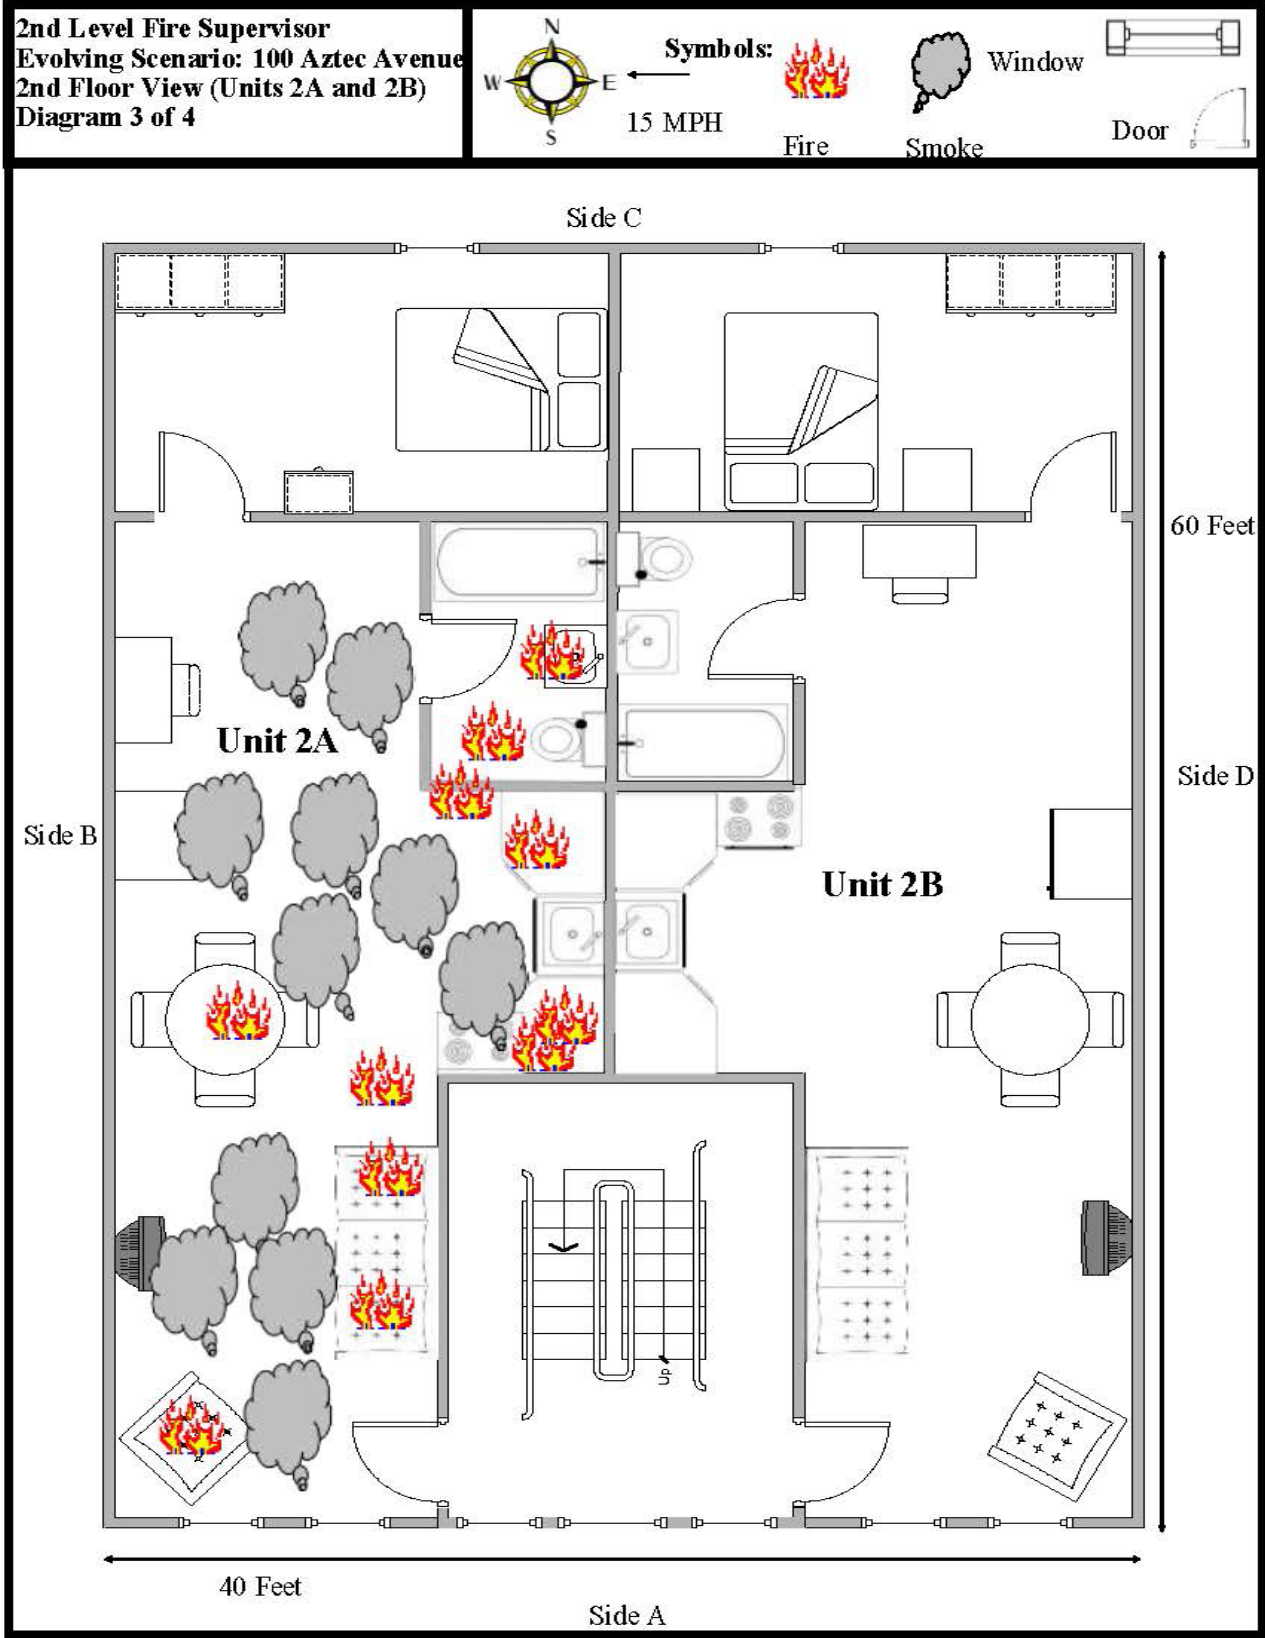 2nd Level Fire Supervisor
Evolving Scenario: 100 Aztec Avenue
2nd Floor View (Units 2A and 2B)
Diagram 3 of 4
N
W
E
S
15 MPH
Symbols:
Fire
Smoke
Window
Door
Side C
60 Feet
Unit 2A
Side D
Side B
Unit 2B
Up
40 Feet
Side A